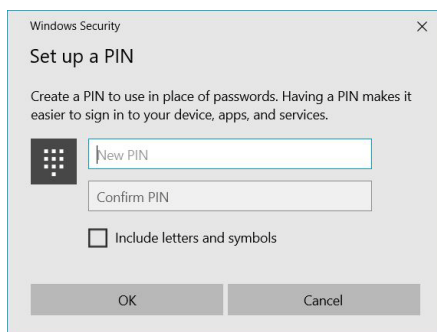 Windows Security
Set up a PIN
Create a PIN to use in place of passwords. Having a PIN makes it
easier to sign in to your device, apps, and services.
New PIN
Confirm PIN
Include letters and symbols
OK Cancel